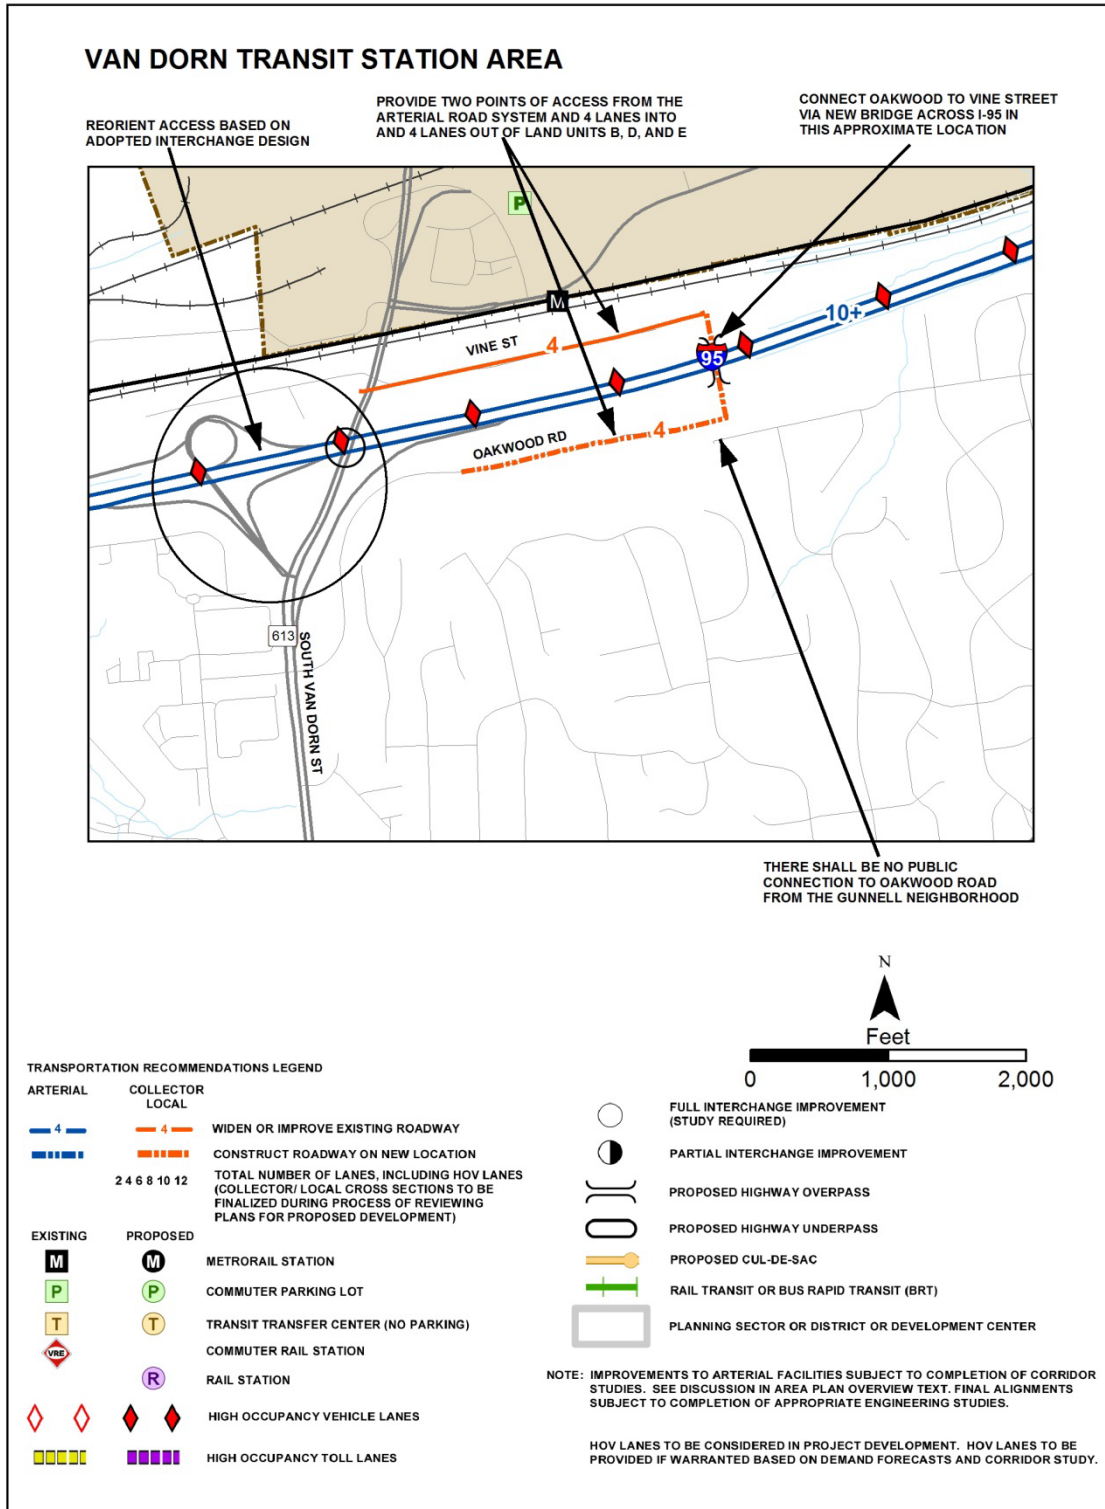 VAN DORN TRANSIT STATION AREA
REORIENT ACCESS BASED ON
ADOPTED INTERCHANGE DESIGN
PROVIDE TWO POINTS OF ACCESS FROM THE
ARTERIAL ROAD SYSTEM AND 4 LANES INTO
AND 4 LANES OUT OF LAND UNITS B, D, AND E
CONNECT OAKWOOD TO VINE STREET
VIA NEW BRIDGE ACROSS I-95 IN
THIS APPROXIMATE LOCATION
P
M
10+
VINE ST
4
95
OAKWOOD RD
4
613
SOUTH VAN DORN ST
THERE SHALL BE NO PUBLIC
CONNECTION TO OAKWOOD ROAD
FROM THE GUNNELL NEIGHBORHOOD
N
Feet
0 1,000 2,000
TRANSPORTATION RECOMMENDATIONS LEGEND
ARTERIAL
COLLECTOR
LOCAL
4 4 WIDEN OR IMPROVE EXISTING ROADWAY
CONSTRUCT ROADWAY ON NEW LOCATION
2 4 6 8 10 12
TOTAL NUMBER OF LANES, INCLUDING HOV LANES
(COLLECTOR/ LOCAL CROSS SECTIONS TO BE
FINALIZED DURING PROCESS OF REVIEWING
PLANS FOR PROPOSED DEVELOPMENT)
EXISTING PROPOSED
M M METRORAIL STATION
P P COMMUTER PARKING LOT
T T TRANSIT TRANSFER CENTER (NO PARKING)
VRE COMMUTER RAIL STATION
R RAIL STATION
HIGH OCCUPANCY VEHICLE LANES
HIGH OCCUPANCY TOLL LANES
FULL INTERCHANGE IMPROVEMENT
(STUDY REQUIRED)
PARTIAL INTERCHANGE IMPROVEMENT
PROPOSED HIGHWAY OVERPASS
PROPOSED HIGHWAY UNDERPASS
PROPOSED CUL-DE-SAC
RAIL TRANSIT OR BUS RAPID TRANSIT (BRT)
PLANNING SECTOR OR DISTRICT OR DEVELOPMENT CENTER
NOTE: IMPROVEMENTS TO ARTERIAL FACILITIES SUBJECT TO COMPLETION OF CORRIDOR
STUDIES. SEE DISCUSSION IN AREA PLAN OVERVIEW TEXT. FINAL ALIGNMENTS
SUBJECT TO COMPLETION OF APPROPRIATE ENGINEERING STUDIES.
HOV LANES TO BE CONSIDERED IN PROJECT DEVELOPMENT. HOV LANES TO BE
PROVIDED IF WARRANTED BASED ON DEMAND FORECASTS AND CORRIDOR STUDY.